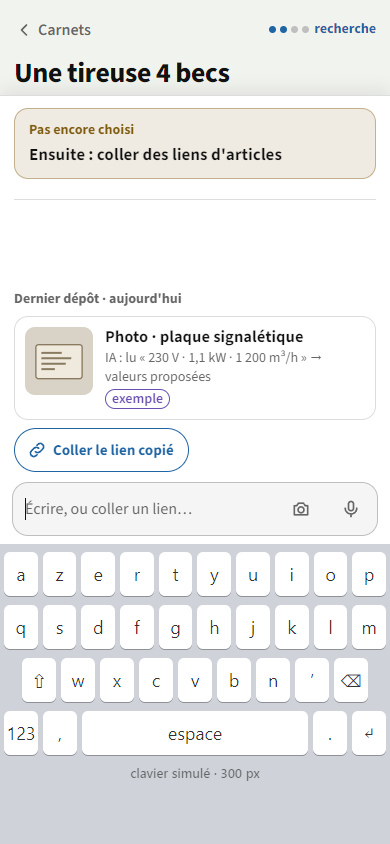 Carnets
recherche
Une tireuse 4 becs
Pas encore choisi
Ensuite : coller des liens d'articles
Dernier dépôt · aujourd'hui
Photo · plaque signalétique
IA : lu « 230 V · 1,1 kW · 1 200 m³/h » →
valeurs proposées
exemple
Coller le lien copié
Écrire, ou coller un lien…
a z e r t y u i o p
q s d f g h j k l m
⇧ w x c v b n ' ⌫
123 , espace . ↵
clavier simulé · 300 px